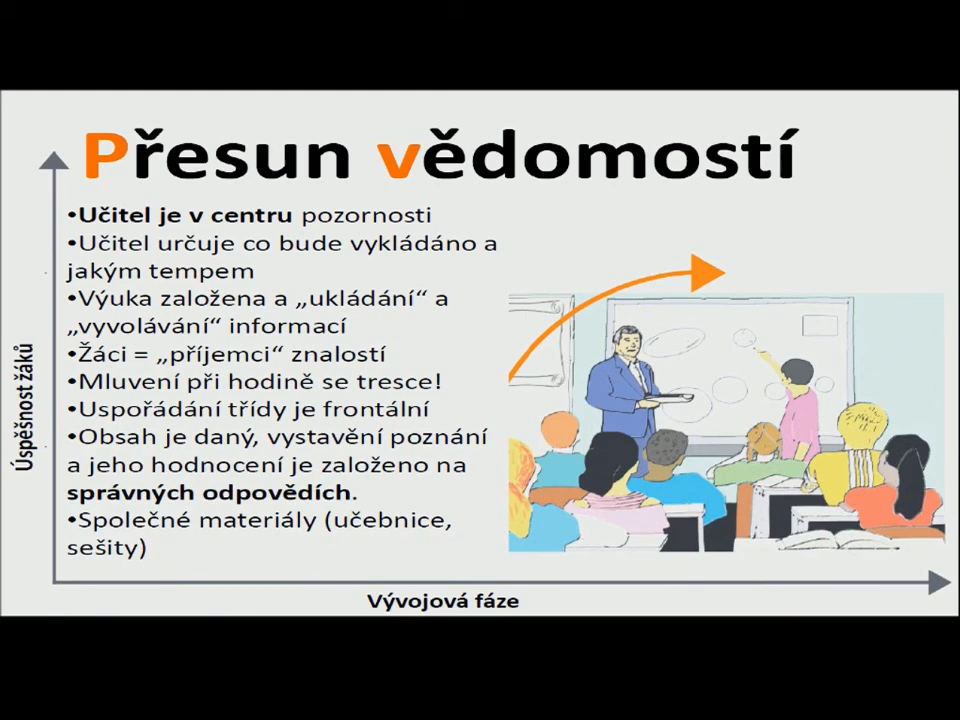 Přesun vědomostí
•Učitel je v centru pozornosti
•Učitel určuje co bude vykládáno a
jakým tempem
•Výuka založena a „ukládání“ a
„vyvolávání“ informací
•Žáci = „příjemci“ znalostí
•Mluvení při hodině se tresce!
•Uspořádání třídy je frontální
•Obsah je daný, vystavění poznání
a jeho hodnocení je založeno na
správných odpovědích.
•Společné materiály (učebnice,
sešity)
Úspěšnost žáků
Vývojová fáze